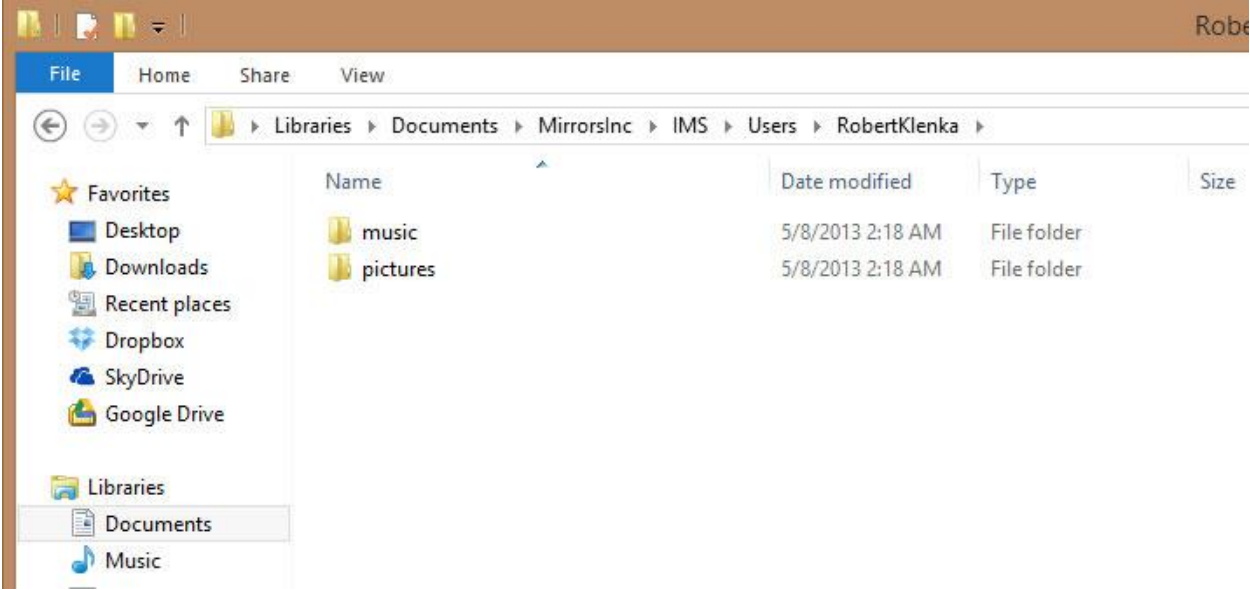 Robe
File Home Share View
Libraries Documents MirrorsInc IMS Users RobertKlenka
Name Date modified Type Size
Favorites
Desktop
Downloads
Recent places
Dropbox
SkyDrive
Google Drive
Libraries
Documents
Music
music 5/8/2013 2:18 AM File folder
pictures 5/8/2013 2:18 AM File folder